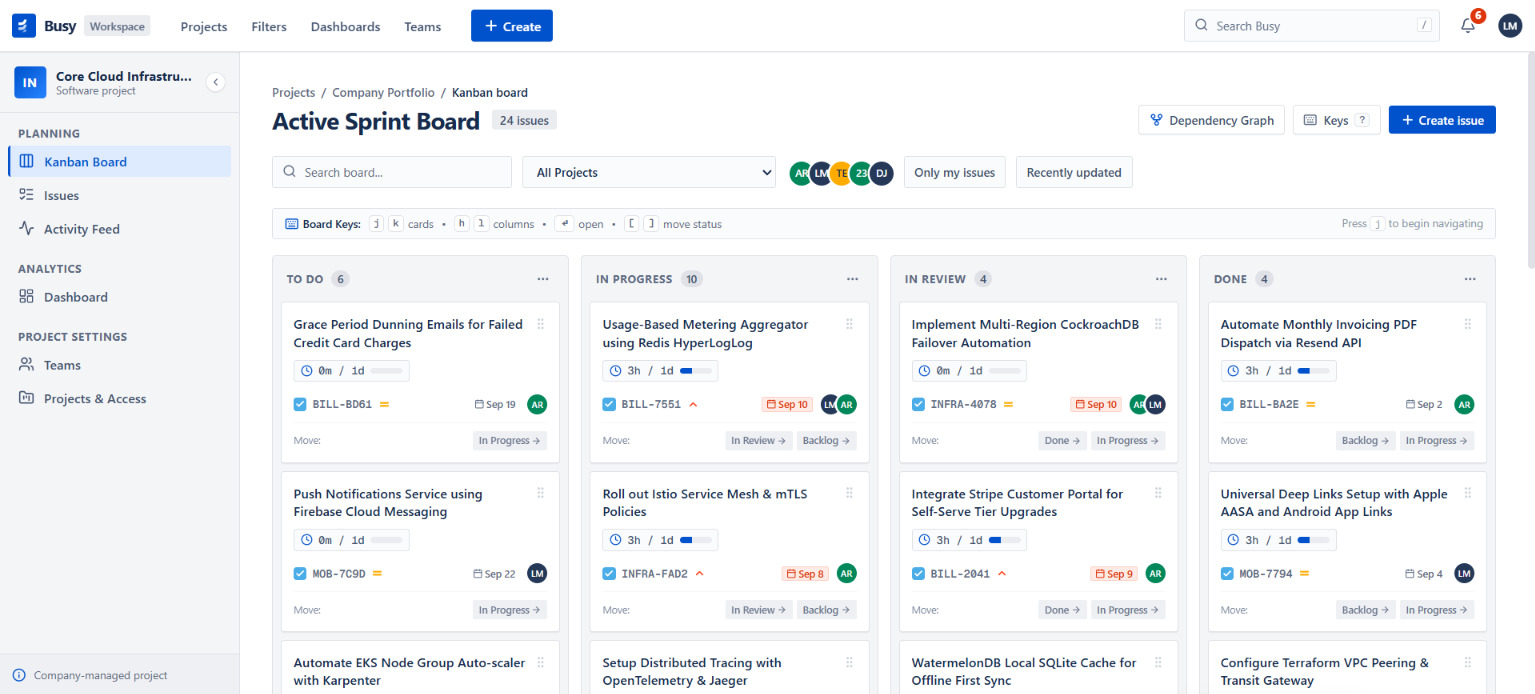 Busy Workspace Projects Filters Dashboards Teams + Create Search Busy / 6 LM
IN Core Cloud Infrastru...
Software project
PLANNING
Kanban Board
Issues
Activity Feed
ANALYTICS
Dashboard
PROJECT SETTINGS
Teams
Projects & Access
Company-managed project
Projects / Company Portfolio / Kanban board
Active Sprint Board 24 issues Dependency Graph Keys ? + Create issue
Search board... All Projects AR LM TE 23 DJ Only my issues Recently updated
Board Keys: j k cards • h l columns • ↵ open • [ ] move status Press j to begin navigating
TO DO 6 ...
Grace Period Dunning Emails for Failed
Credit Card Charges
0m / 1d
BILL-BD61 Sep 19 AR
Move: In Progress →
Push Notifications Service using
Firebase Cloud Messaging
0m / 1d
MOB-7C9D Sep 22 LM
Move: In Progress →
Automate EKS Node Group Auto-scaler
with Karpenter
IN PROGRESS 10 ...
Usage-Based Metering Aggregator
using Redis HyperLogLog
3h / 1d
BILL-7551 Sep 10 LM AR
Move: In Review → Backlog →
Roll out Istio Service Mesh & mTLS
Policies
3h / 1d
INFRA-FAD2 Sep 8 AR
Move: In Review → Backlog →
Setup Distributed Tracing with
OpenTelemetry & Jaeger
IN REVIEW 4 ...
Implement Multi-Region CockroachDB
Failover Automation
0m / 1d
INFRA-4078 Sep 10 AR LM
Move: Done → In Progress →
Integrate Stripe Customer Portal for
Self-Serve Tier Upgrades
3h / 1d
BILL-2041 Sep 9 AR
Move: Done → In Progress →
WatermelonDB Local SQLite Cache for
Offline First Sync
DONE 4 ...
Automate Monthly Invoicing PDF
Dispatch via Resend API
3h / 1d
BILL-BA2E Sep 2 AR
Move: Backlog → In Progress →
Universal Deep Links Setup with Apple
AASA and Android App Links
3h / 1d
MOB-7794 Sep 4 LM
Move: Backlog → In Progress →
Configure Terraform VPC Peering &
Transit Gateway